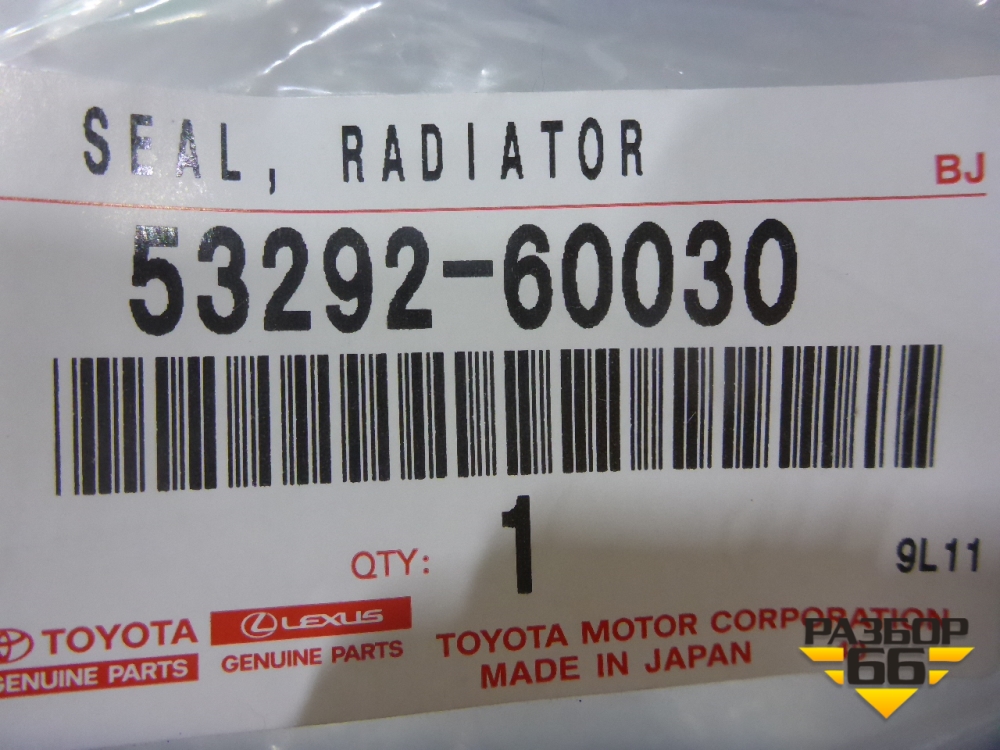 SEAL, RADIATOR
BJ
53292-60030
QTY: 1
9L11
TOYOTA
GENUINE PARTS
LEXUS
GENUINE PARTS
TOYOTA MOTOR CORPORATION
MADE IN JAPAN
РАЗБОР
66